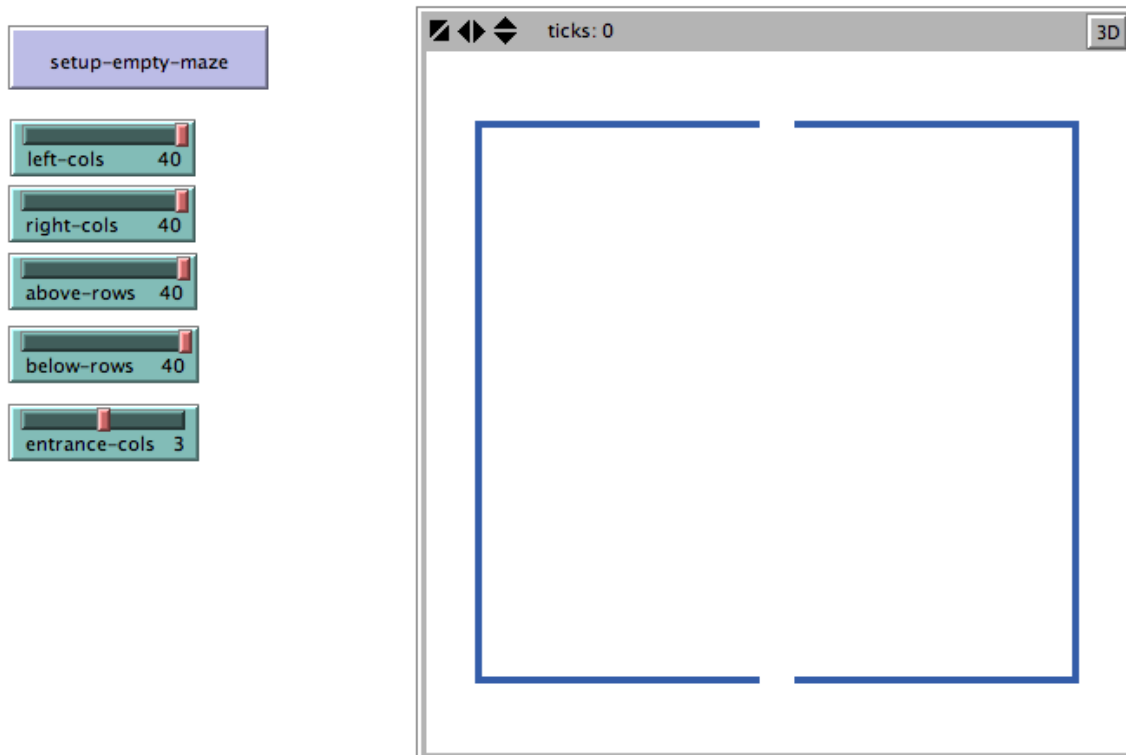 setup-empty-maze
left-cols 40
right-cols 40
above-rows 40
below-rows 40
entrance-cols 3
ticks: 0
3D